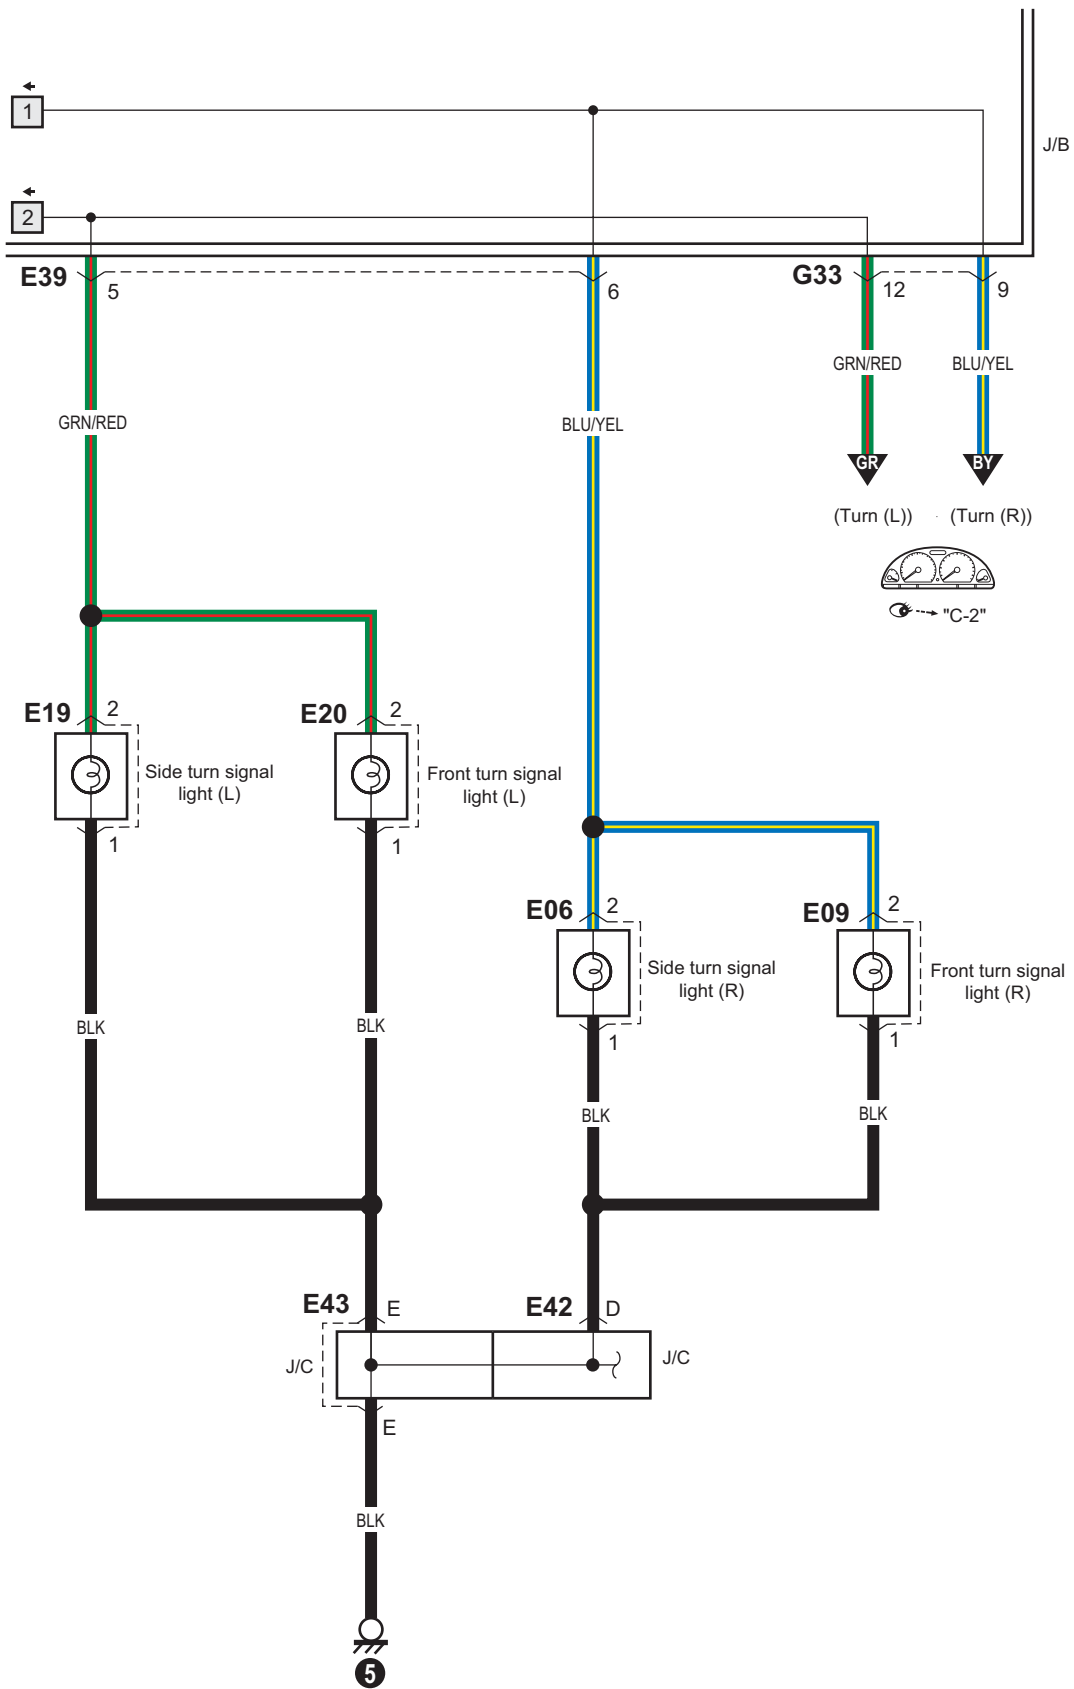 1
J/B
2
E39
5
6
G33
12
9
GRN/RED
BLU/YEL
GRN/RED
BLU/YEL
GR
BY
(Turn (L))
(Turn (R))
"C-2"
E19
2
E20
2
Side turn signal
light (L)
Front turn signal
light (L)
1
1
E06
2
E09
2
Side turn signal
light (R)
Front turn signal
light (R)
1
1
BLK
BLK
BLK
BLK
E43
E
E42
D
J/C
J/C
E
BLK
5